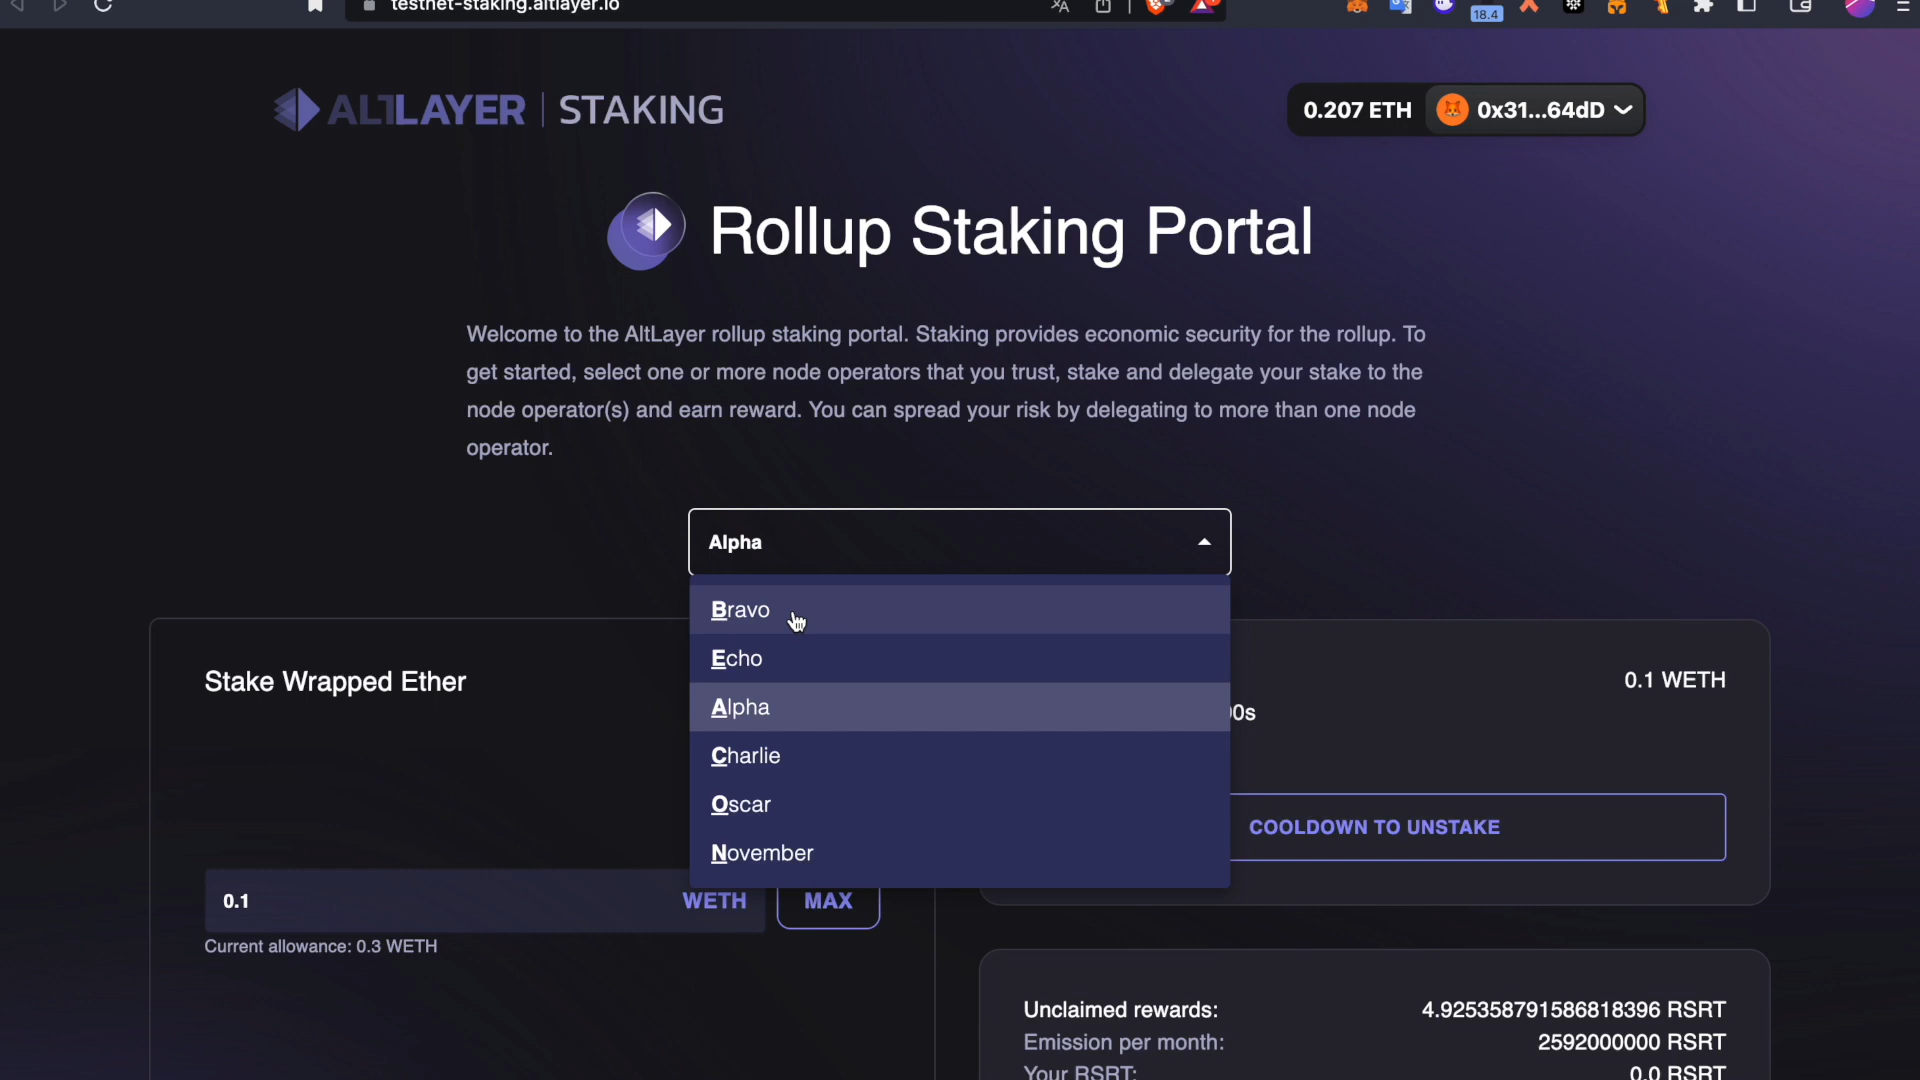 testnet-staking.altlayer.io
18.4
ALTLAYER | STAKING
0.207 ETH
0x31...64dD
Rollup Staking Portal
Welcome to the AltLayer rollup staking portal. Staking provides economic security for the rollup. To
get started, select one or more node operators that you trust, stake and delegate your stake to the
node operator(s) and earn reward. You can spread your risk by delegating to more than one node
operator.
Alpha
Bravo
Echo
Alpha
Charlie
Oscar
November
Stake Wrapped Ether
0.1 WETH
MAX
Current allowance: 0.3 WETH
0.1 WETH
00s
COOLDOWN TO UNSTAKE
Unclaimed rewards: 4.925358791586818396 RSRT
Emission per month: 2592000000 RSRT
Your RSRT: 0.0 RSRT